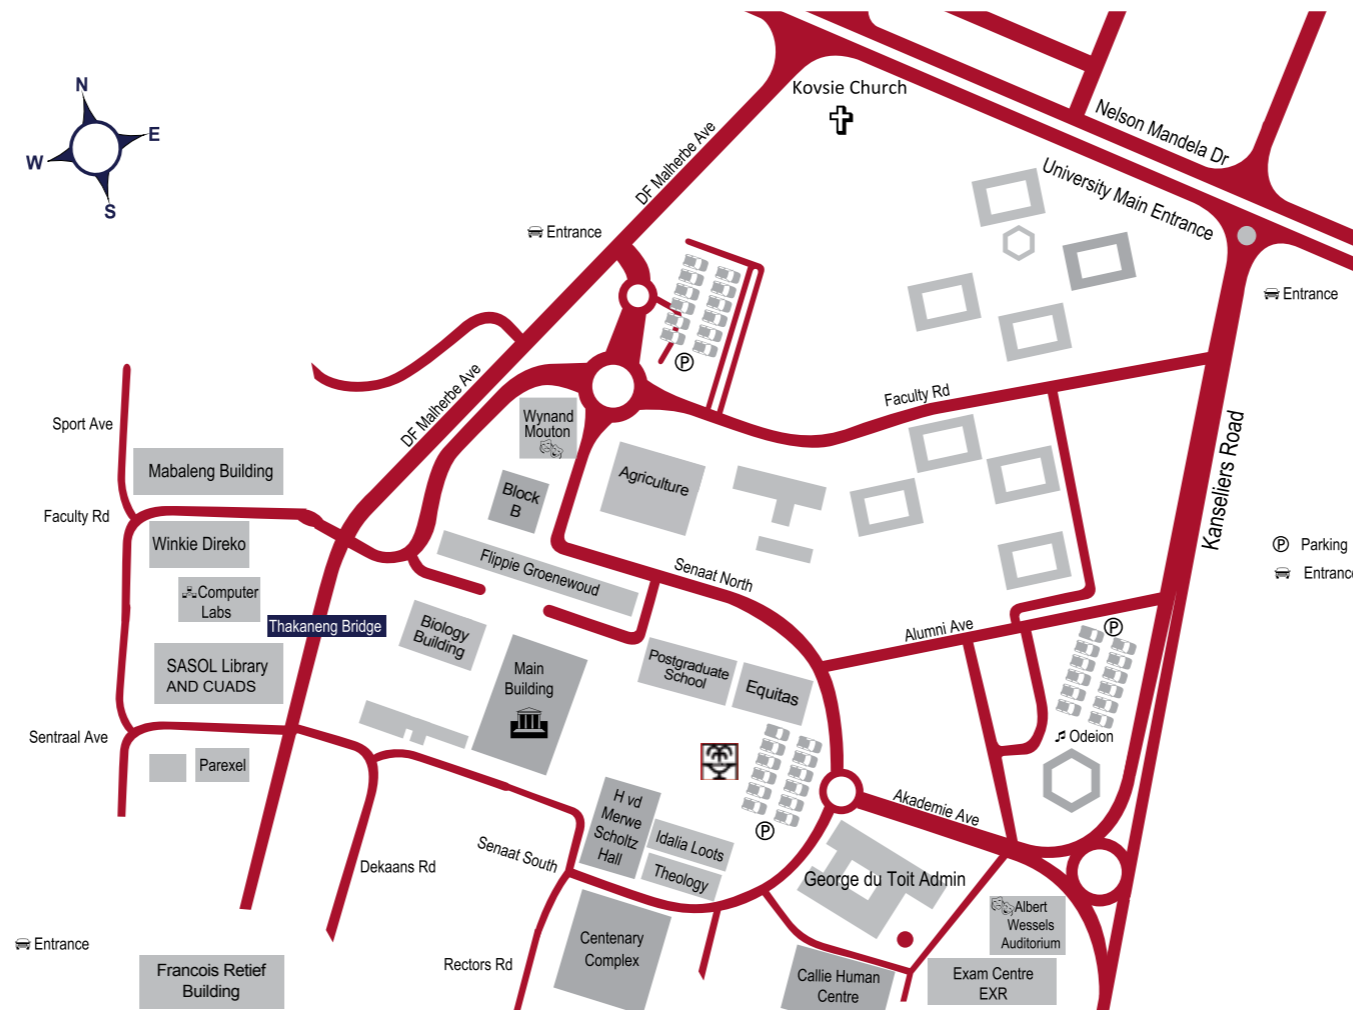 Kovsie Church
N
E
W
S
Nelson Mandela Dr
DF Malherbe Ave
University Main Entrance
Entrance
Entrance
DF Malherbe Ave
Faculty Rd
Sport Ave
Wynand
Mouton
Kanseliers Road
Mabaleng Building
Agriculture
Block
B
Faculty Rd
Winkie Direko
Flippie Groenewoud
Senaat North
Parking
Entrance
Computer
Labs
Thakaneng Bridge
Biology
Building
Alumni Ave
SASOL Library
AND CUADS
Main
Building
Postgraduate
School
Equitas
P
P
P
P
Sentraal Ave
Odeion
Parexel
H vd
Merwe
Scholtz
Hall
Idalia Loots
Theology
Akademie Ave
Senaat South
Dekaans Rd
George du Toit Admin
Albert
Wessels
Auditorium
Entrance
Centenary
Complex
Rectors Rd
Francois Retief
Building
Callie Human
Centre
Exam Centre
EXR